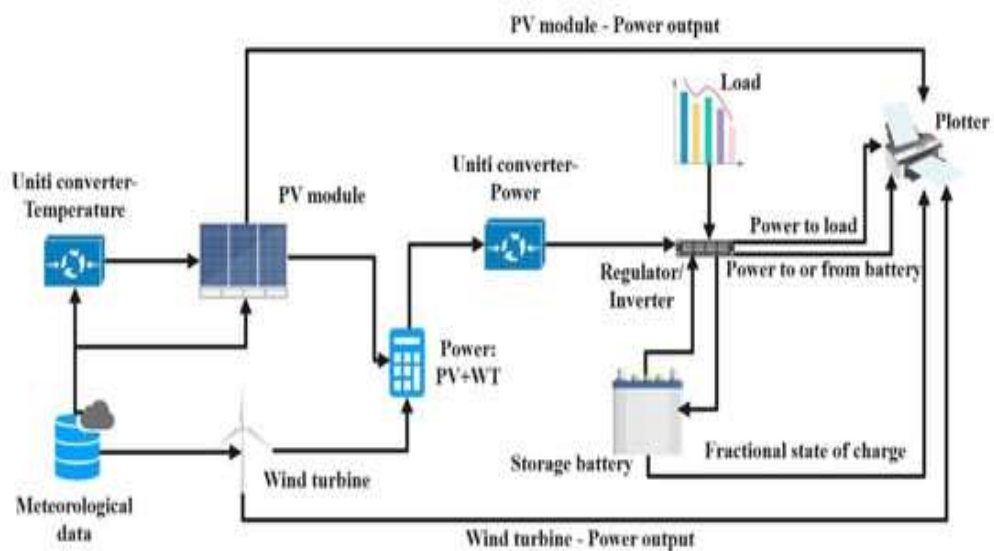 PV module - Power output
Load
Plotter
Uniti converter-
Temperature
PV module
Uniti converter-
Power
Power to load
Power to or from battery
Regulator/
Inverter
Power:
PV+WT
Storage battery
Fractional state of charge
Wind turbine
Meteorological
data
Wind turbine - Power output